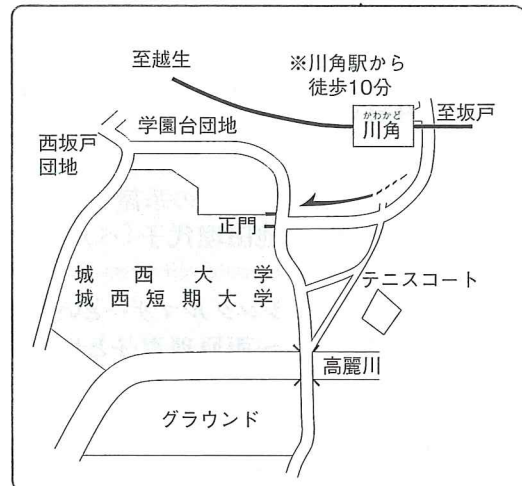 至越生
※川角駅から
徒歩10分
かわかど
川角
至坂戸
西坂戸
団地
学園台団地
正門
城西大学
城西短期大学
テニスコート
高麗川
グラウンド